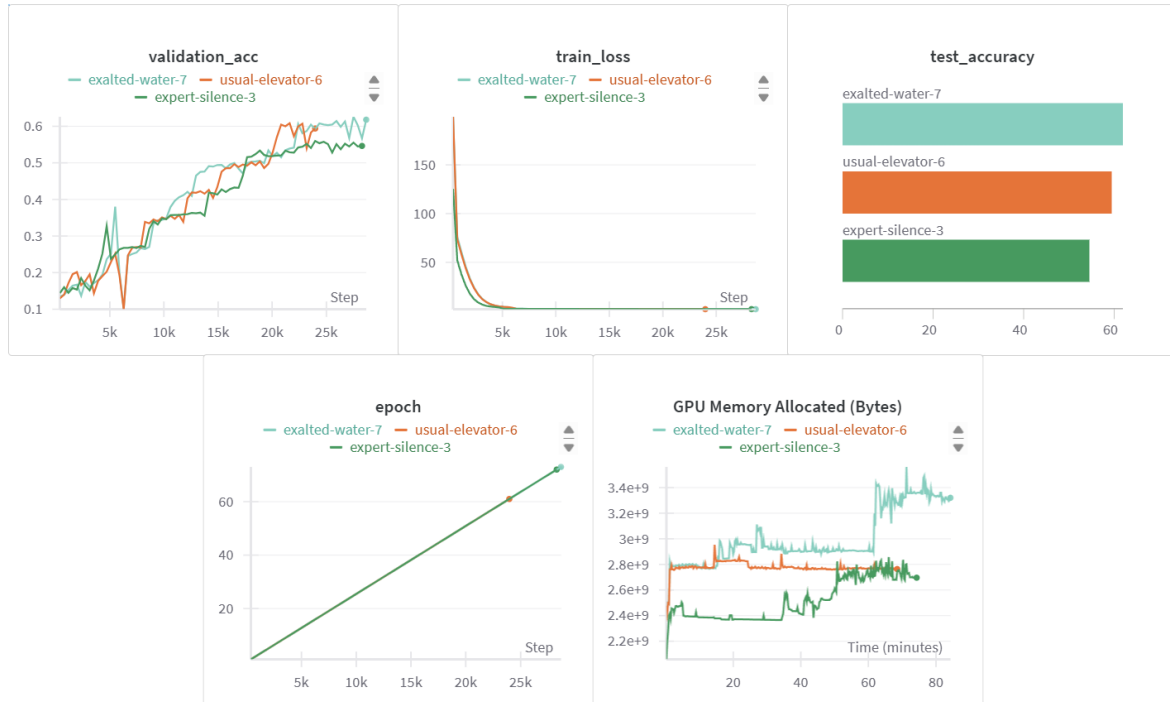 validation_acc
exalted-water-7 usual-elevator-6
expert-silence-3
0.6
0.5
0.4
0.3
0.2
0.1
Step
5k 10k 15k 20k 25k
train_loss
exalted-water-7 usual-elevator-6
expert-silence-3
150
100
50
Step
5k 10k 15k 20k 25k
test_accuracy
exalted-water-7
usual-elevator-6
expert-silence-3
0 20 40 60
epoch
exalted-water-7 usual-elevator-6
expert-silence-3
60
40
20
Step
5k 10k 15k 20k 25k
GPU Memory Allocated (Bytes)
exalted-water-7 usual-elevator-6
expert-silence-3
3.4e+9
3.2e+9
3e+9
2.8e+9
2.6e+9
2.4e+9
2.2e+9
Time (minutes)
20 40 60 80